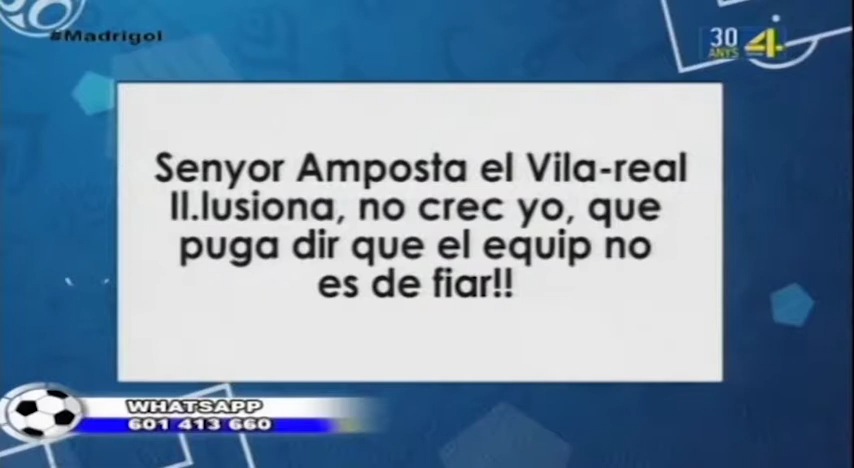 #Madrigol
30
ANYS
4
Senyor Amposta el Vila-real
Il.lusiona, no crec yo, que
puga dir que el equip no
es de fiar!!
WHATSAPP
601 413 660